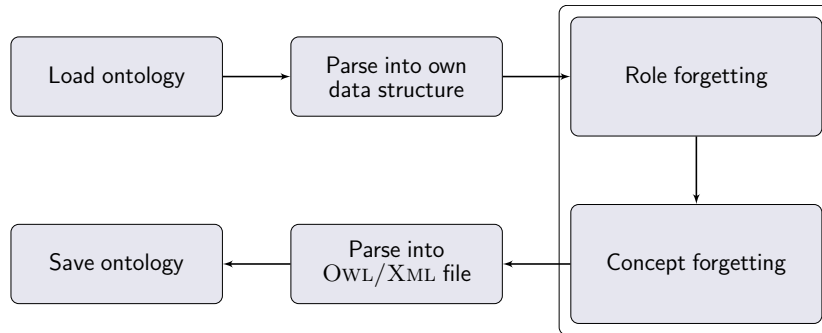 Load ontology
Parse into own
data structure
Role forgetting
Concept forgetting
Parse into
OWL/XML file
Save ontology